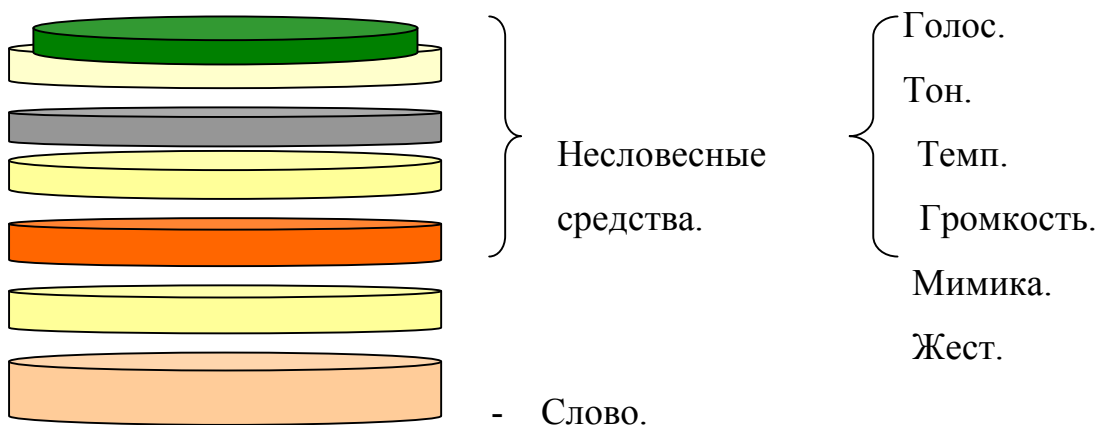 Голос.
Тон.
Несловесные Темп.
средства. Громкость.
Мимика.
Жест.
- Слово.